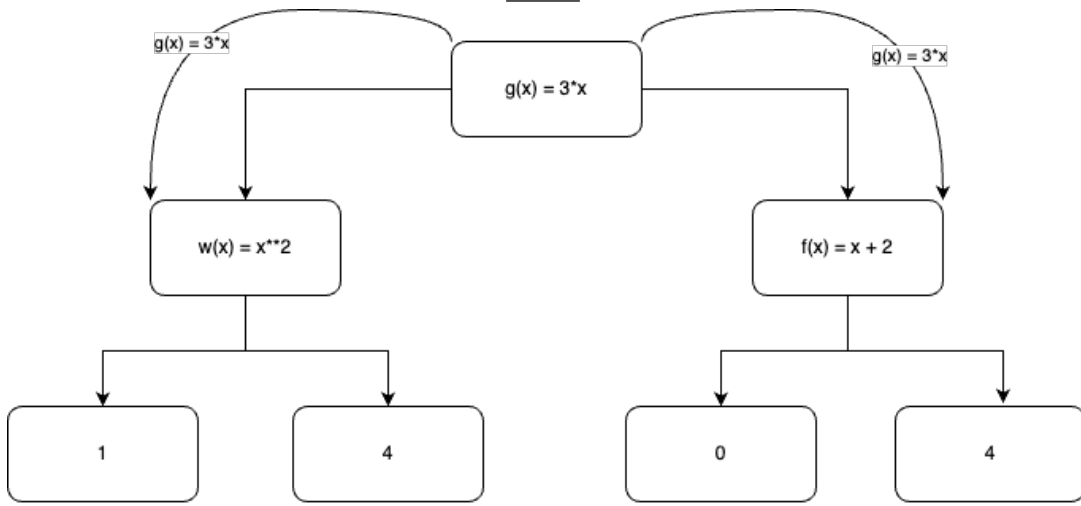 g(x) = 3*x
g(x) = 3*x
g(x) = 3*x
w(x) = x**2
f(x) = x + 2
1
4
0
4